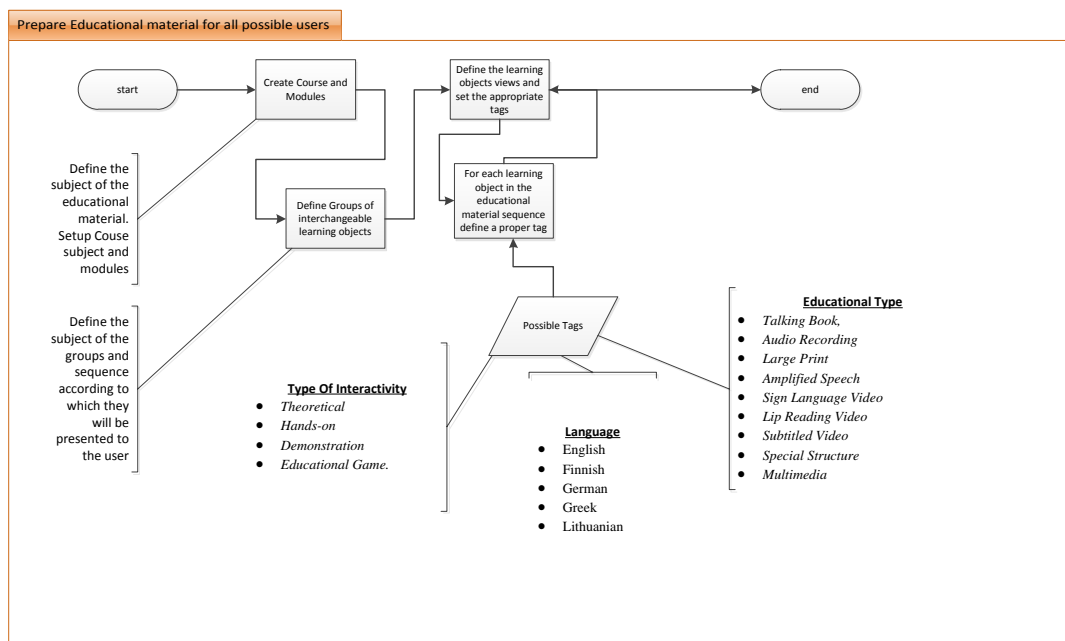 Prepare Educational material for all possible users
start
Create Course and
Modules
Define the learning
objects views and
set the appropriate
tags
end
Define the
subject of the
educational
material.
Setup Couse
subject and
modules
Define Groups of
interchangeable
learning objects
For each learning
object in the
educational
material sequence
define a proper tag
Define the
subject of the
groups and
sequence
according to
which they
will be
presented to
the user
Possible Tags
Type Of Interactivity
● Theoretical
● Hands-on
● Demonstration
● Educational Game.
Language
● English
● Finnish
● German
● Greek
● Lithuanian
Educational Type
● Talking Book,
● Audio Recording
● Large Print
● Amplified Speech
● Sign Language Video
● Lip Reading Video
● Subtitled Video
● Special Structure
● Multimedia